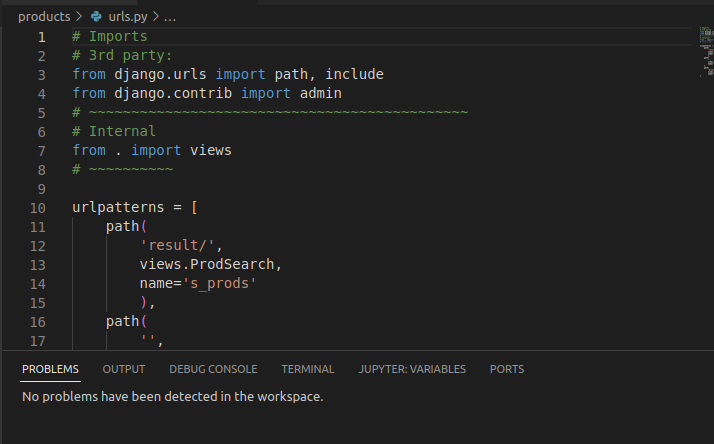 products > urls.py > ...
1 # Imports
2 # 3rd party:
3 from django.urls import path, include
4 from django.contrib import admin
5 # ~~~~~~~~~~~~~~~~~~~~~~~~~~~~~~~~~~~~~~~~~~~~~
6 # Internal
7 from . import views
8 # ~~~~~~~~~~
9
10 urlpatterns = [
11     path(
12         'result/',
13         views.ProdSearch,
14         name='s_prods'
15         ),
16     path(
17         '',
PROBLEMS OUTPUT DEBUG CONSOLE TERMINAL JUPYTER: VARIABLES PORTS
No problems have been detected in the workspace.